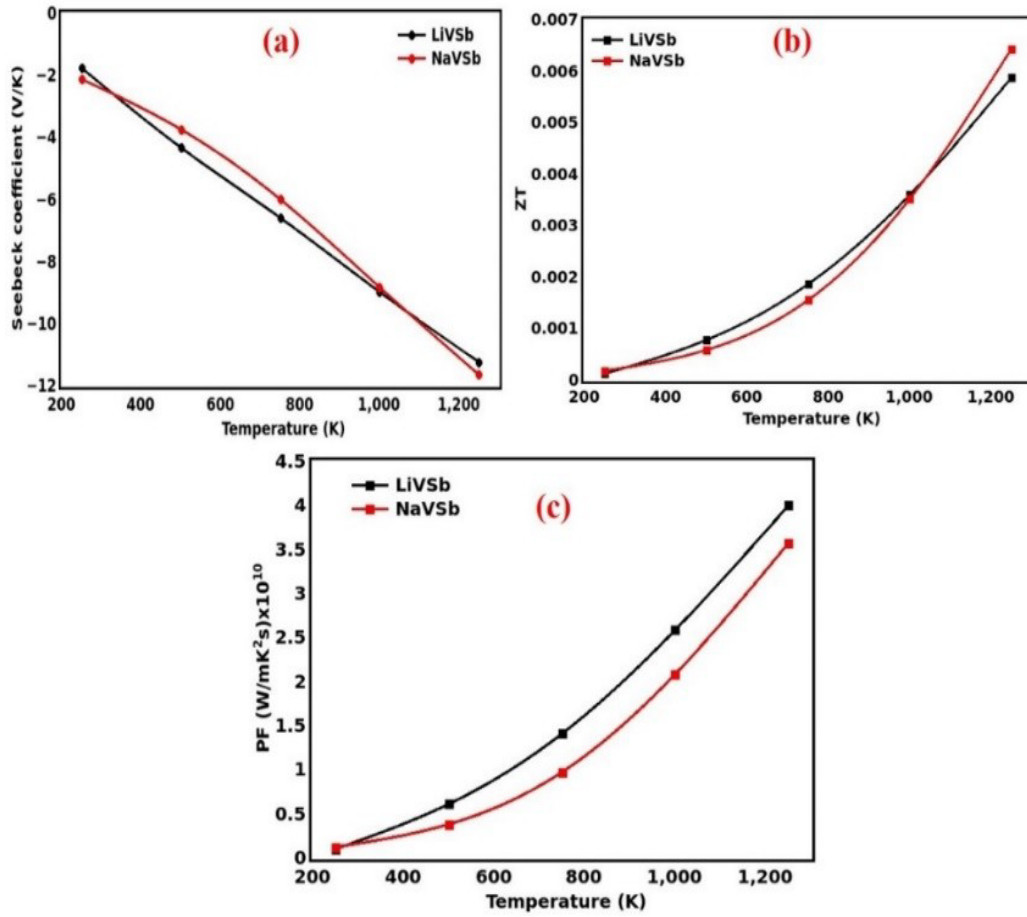 (a)
LiVSb
NaVSb
Seebeck coefficient (V/K)
0
−2
−4
−6
−8
−10
−12
200 400 600 800 1,000 1,200
Temperature (K)
(b)
LiVSb
NaVSb
ZT
0.007
0.006
0.005
0.004
0.003
0.002
0.001
0
200 400 600 800 1,000 1,200
Temperature (K)
(c)
LiVSb
NaVSb
PF (W/mK²s)x10¹⁰
4.5
4
3.5
3
2.5
2
1.5
1
0.5
0
200 400 600 800 1,000 1,200
Temperature (K)